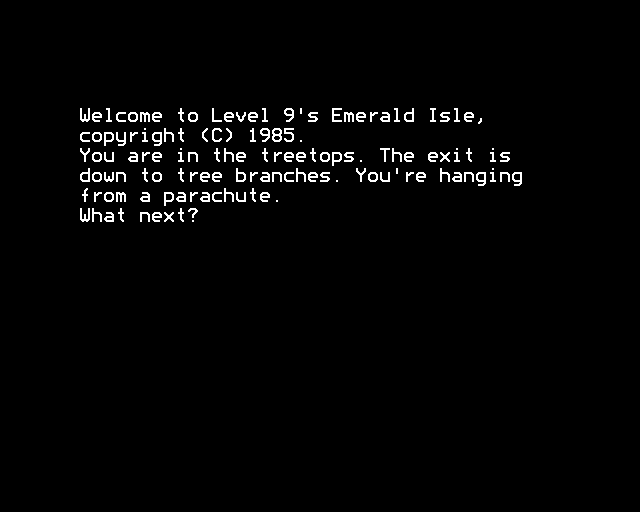 Welcome to Level 9's Emerald Isle,
copyright (C) 1985.
You are in the treetops. The exit is
down to tree branches. You're hanging
from a parachute.
What next?